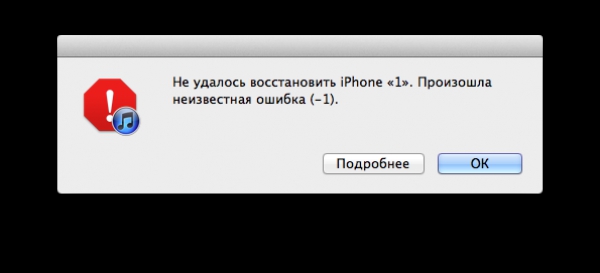 Не удалось восстановить iPhone «1». Произошла
неизвестная ошибка (-1).
Подробнее
OK